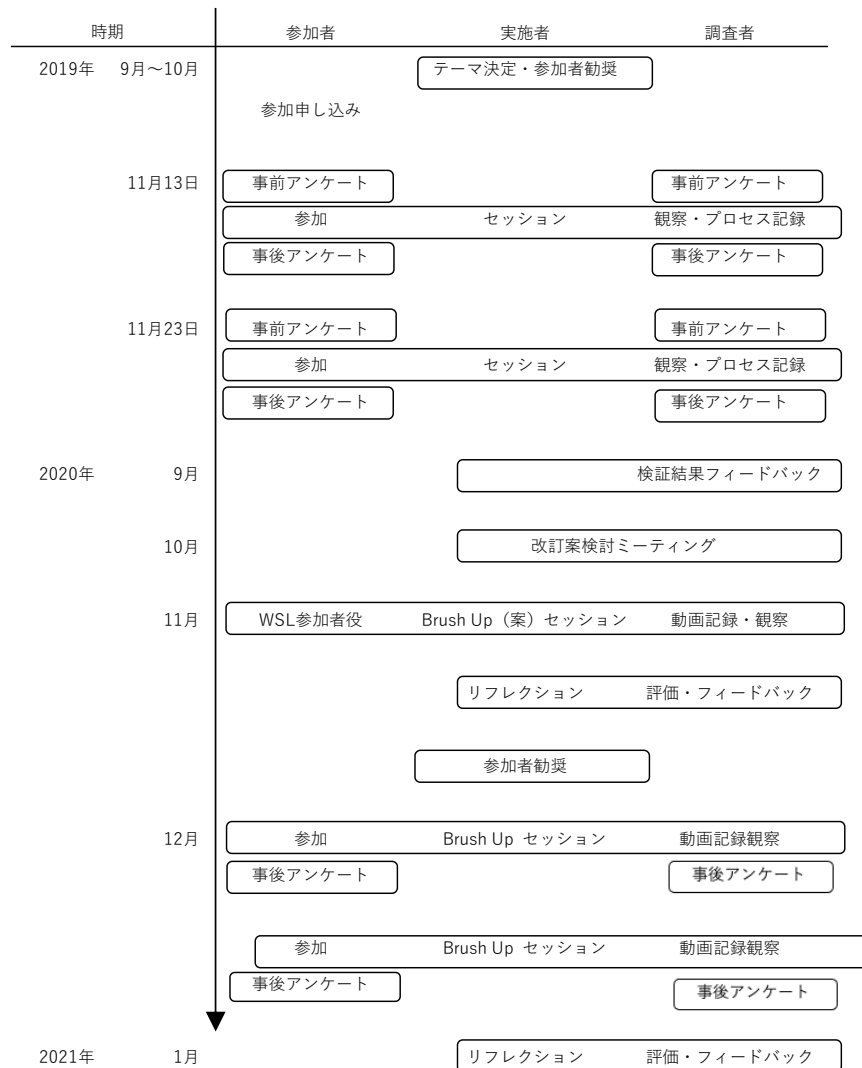 時期 参加者 実施者 調査者
2019年 9月～10月 テーマ決定・参加者勧奨
参加申し込み
11月13日 事前アンケート 事前アンケート
参加 セッション 観察・プロセス記録
事後アンケート 事後アンケート
11月23日 事前アンケート 事前アンケート
参加 セッション 観察・プロセス記録
事後アンケート 事後アンケート
2020年 9月 検証結果フィードバック
10月 改訂案検討ミーティング
11月 WSL参加者役 Brush Up（案）セッション 動画記録・観察
リフレクション 評価・フィードバック
参加者勧奨
12月 参加 Brush Up セッション 動画記録観察
事後アンケート 事後アンケート
参加 Brush Up セッション 動画記録観察
事後アンケート 事後アンケート
2021年 1月 リフレクション 評価・フィードバック